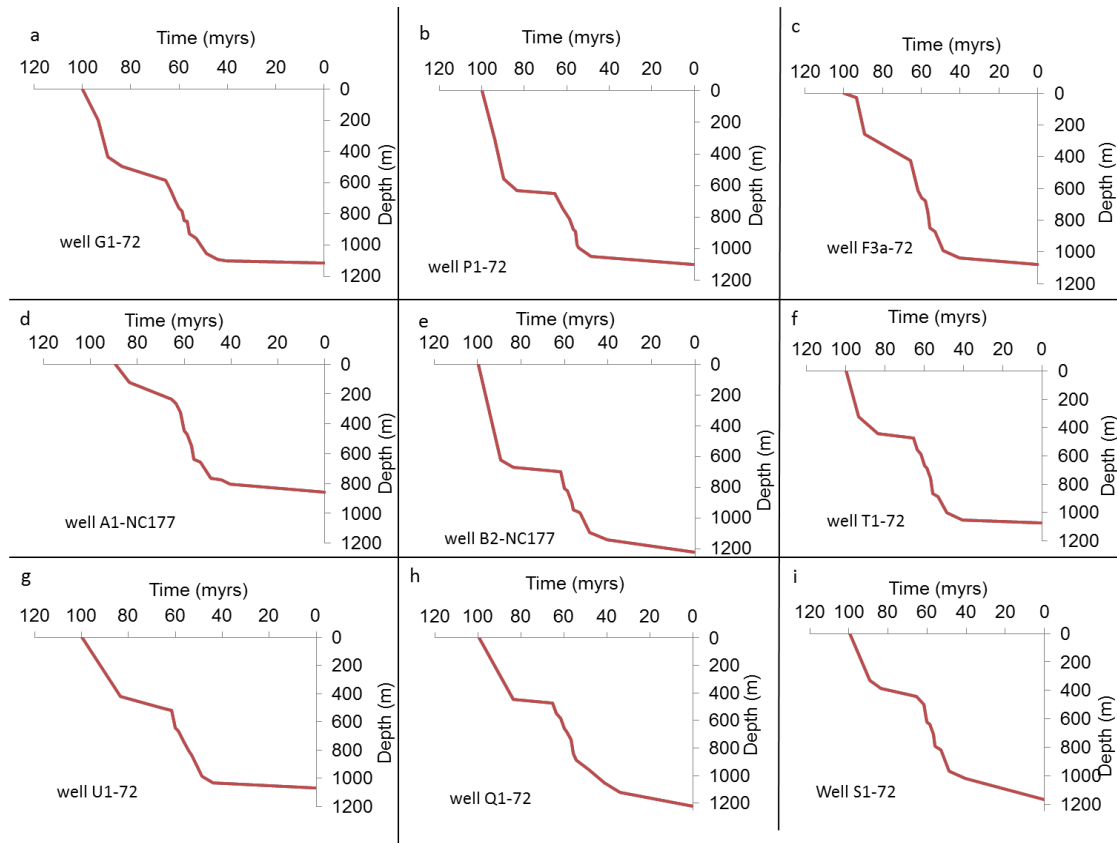 a
Time (myrs)
120 100 80 60 40 20 0
0
200
400
600
800
1000
1200
Depth (m)
well G1-72
b
Time (myrs)
120 100 80 60 40 20 0
0
200
400
600
800
1000
1200
Depth (m)
well P1-72
c
Time (myrs)
120 100 80 60 40 20 0
0
200
400
600
800
1000
1200
Depth (m)
well F3a-72
d
Time (myrs)
120 100 80 60 40 20 0
0
200
400
600
800
1000
1200
Depth (m)
well A1-NC177
e
Time (myrs)
120 100 80 60 40 20 0
0
200
400
600
800
1000
1200
Depth (m)
well B2-NC177
f
Time (myrs)
120 100 80 60 40 20 0
0
200
400
600
800
1000
1200
Depth (m)
well T1-72
g
Time (myrs)
120 100 80 60 40 20 0
0
200
400
600
800
1000
1200
Depth (m)
well U1-72
h
Time (myrs)
120 100 80 60 40 20 0
0
200
400
600
800
1000
1200
Depth (m)
well Q1-72
i
Time (myrs)
120 100 80 60 40 20 0
0
200
400
600
800
1000
1200
Depth (m)
Well S1-72